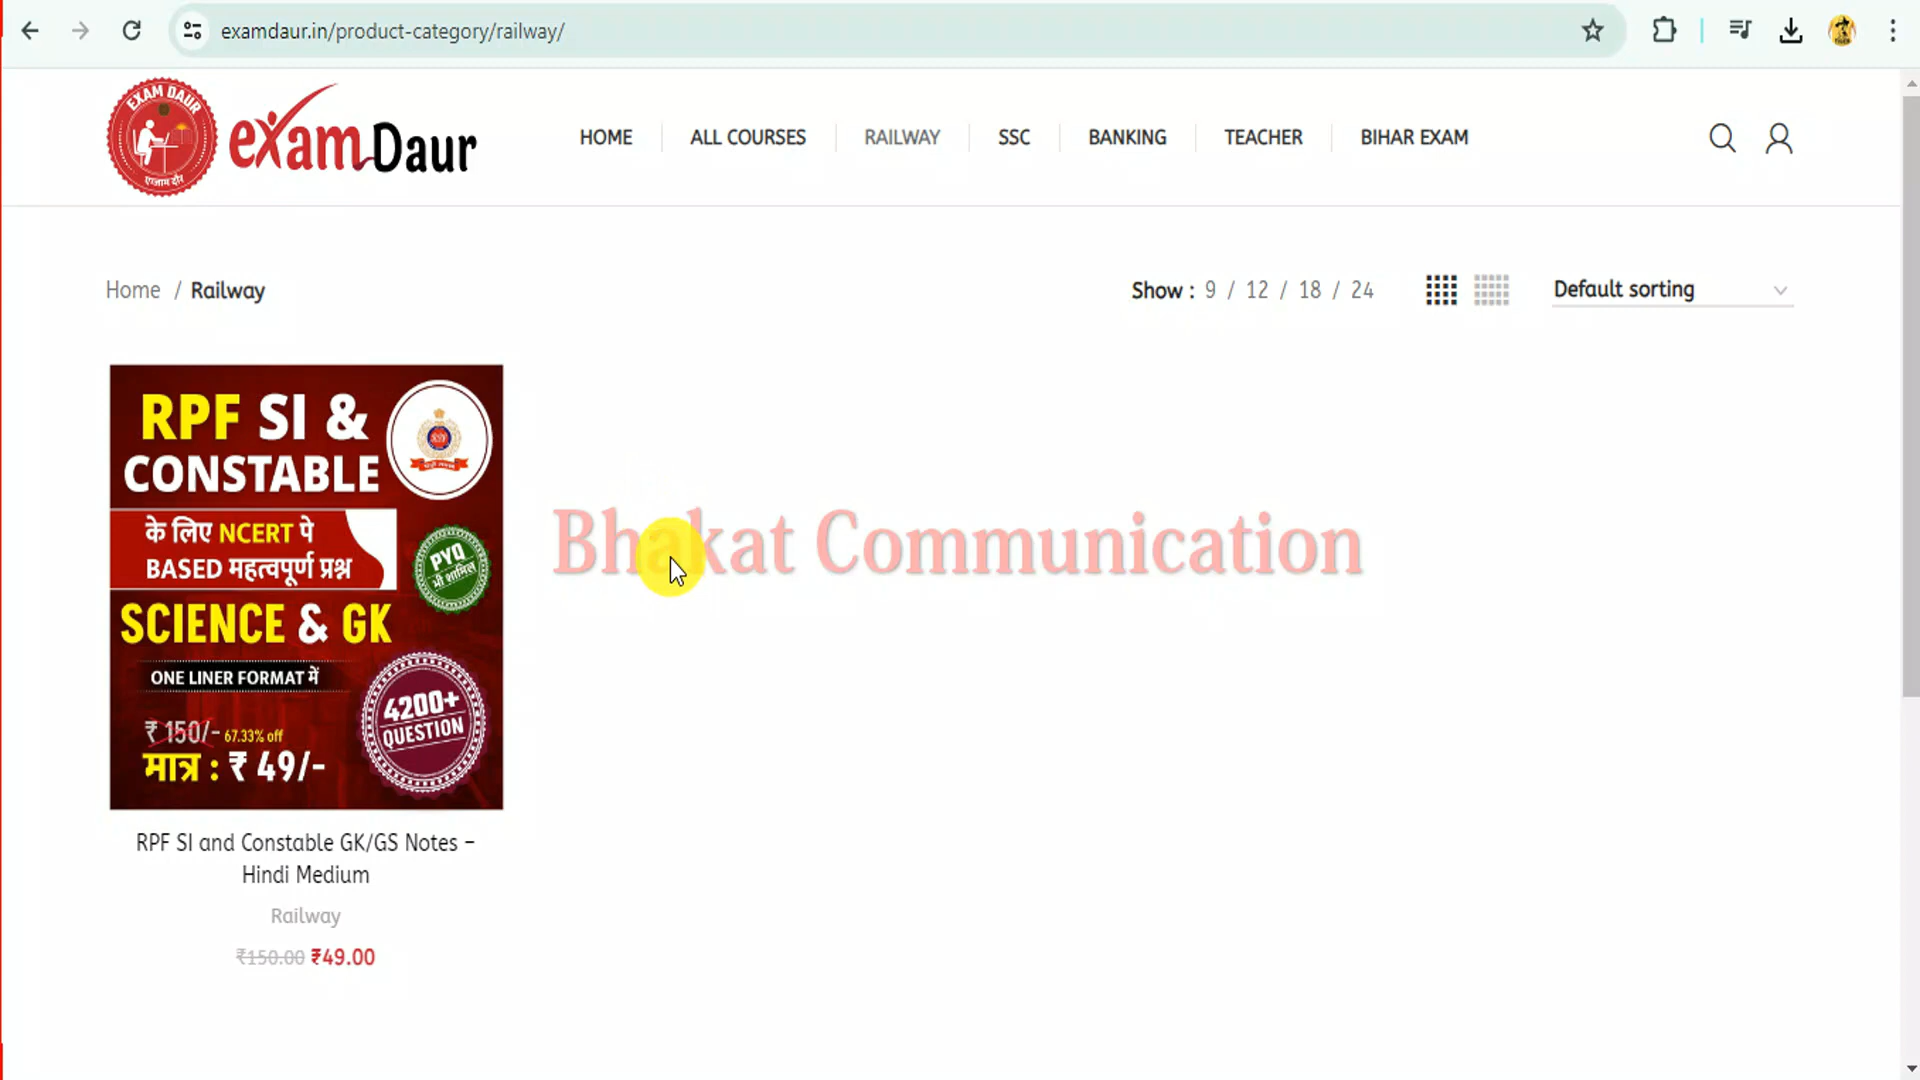 examdaur.in/product-category/railway/
EXAM DAUR
एग्जाम दौर
examDaur
HOME
ALL COURSES
RAILWAY
SSC
BANKING
TEACHER
BIHAR EXAM
Home / Railway
Show : 9 / 12 / 18 / 24
Default sorting
RPF SI &
CONSTABLE
के लिए NCERT पे
BASED महत्वपूर्ण प्रश्न
PYQ
भी शामिल
SCIENCE & GK
ONE LINER FORMAT में
4200+
QUESTION
₹ 150/- 67.33% off
मात्र : ₹ 49/-
Bhakat Communication
RPF SI and Constable GK/GS Notes –
Hindi Medium
Railway
₹150.00 ₹49.00